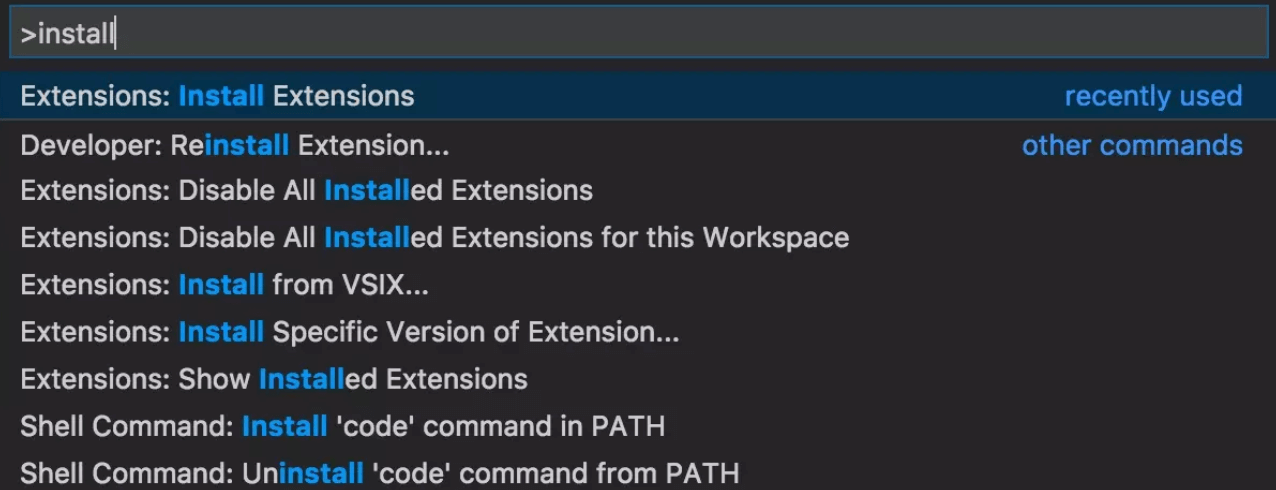 >install
Extensions: Install Extensions recently used
Developer: Reinstall Extension... other commands
Extensions: Disable All Installed Extensions
Extensions: Disable All Installed Extensions for this Workspace
Extensions: Install from VSIX...
Extensions: Install Specific Version of Extension...
Extensions: Show Installed Extensions
Shell Command: Install 'code' command in PATH
Shell Command: Uninstall 'code' command from PATH